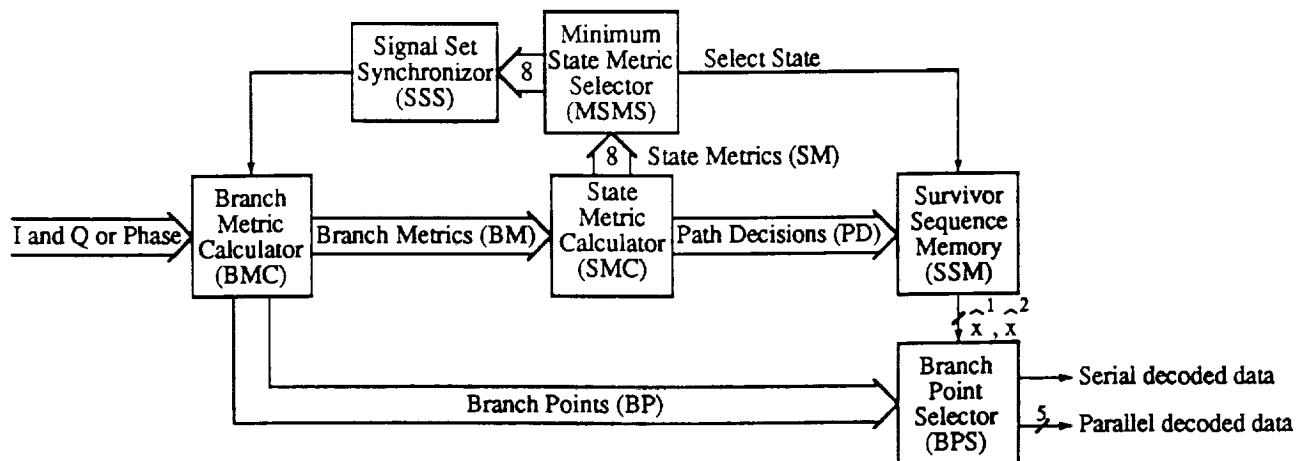 Signal Set
Synchronizor
(SSS)
8
Minimum
State Metric
Selector
(MSMS)
Select State
8
State Metrics (SM)
I and Q or Phase
Branch
Metric
Calculator
(BMC)
Branch Metrics (BM)
State
Metric
Calculator
(SMC)
Path Decisions (PD)
Survivor
Sequence
Memory
(SSM)
x̂¹, x̂²
Branch Points (BP)
Branch
Point
Selector
(BPS)
Serial decoded data
5
Parallel decoded data